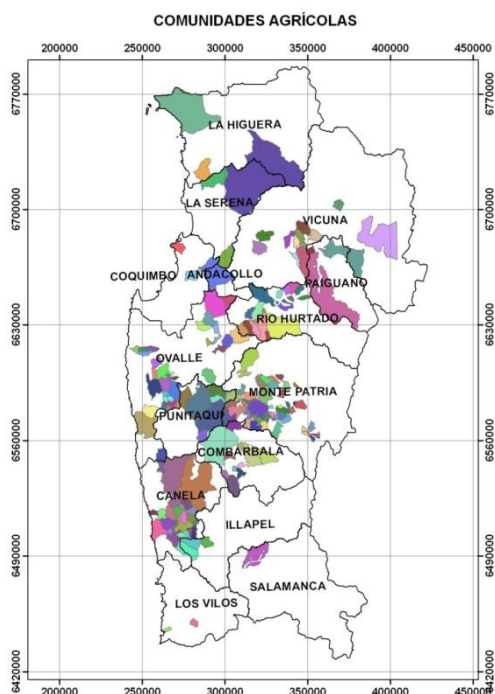 COMUNIDADES AGRÍCOLAS
200000 250000 300000 350000 400000 450000
6770000 6770000
LA HIGUERA
6700000 6700000
LA SERENA
VICUNA
COQUIMBO
ANDACOLLO
PAIGUANO
6630000 6630000
RIO HURTADO
OVALLE
MONTE PATRIA
PUNITAQUI
6560000 6560000
COMBARBALA
CANELA
ILLAPEL
6490000 6490000
SALAMANCA
LOS VILOS
6420000 6420000
200000 250000 300000 350000 400000 450000